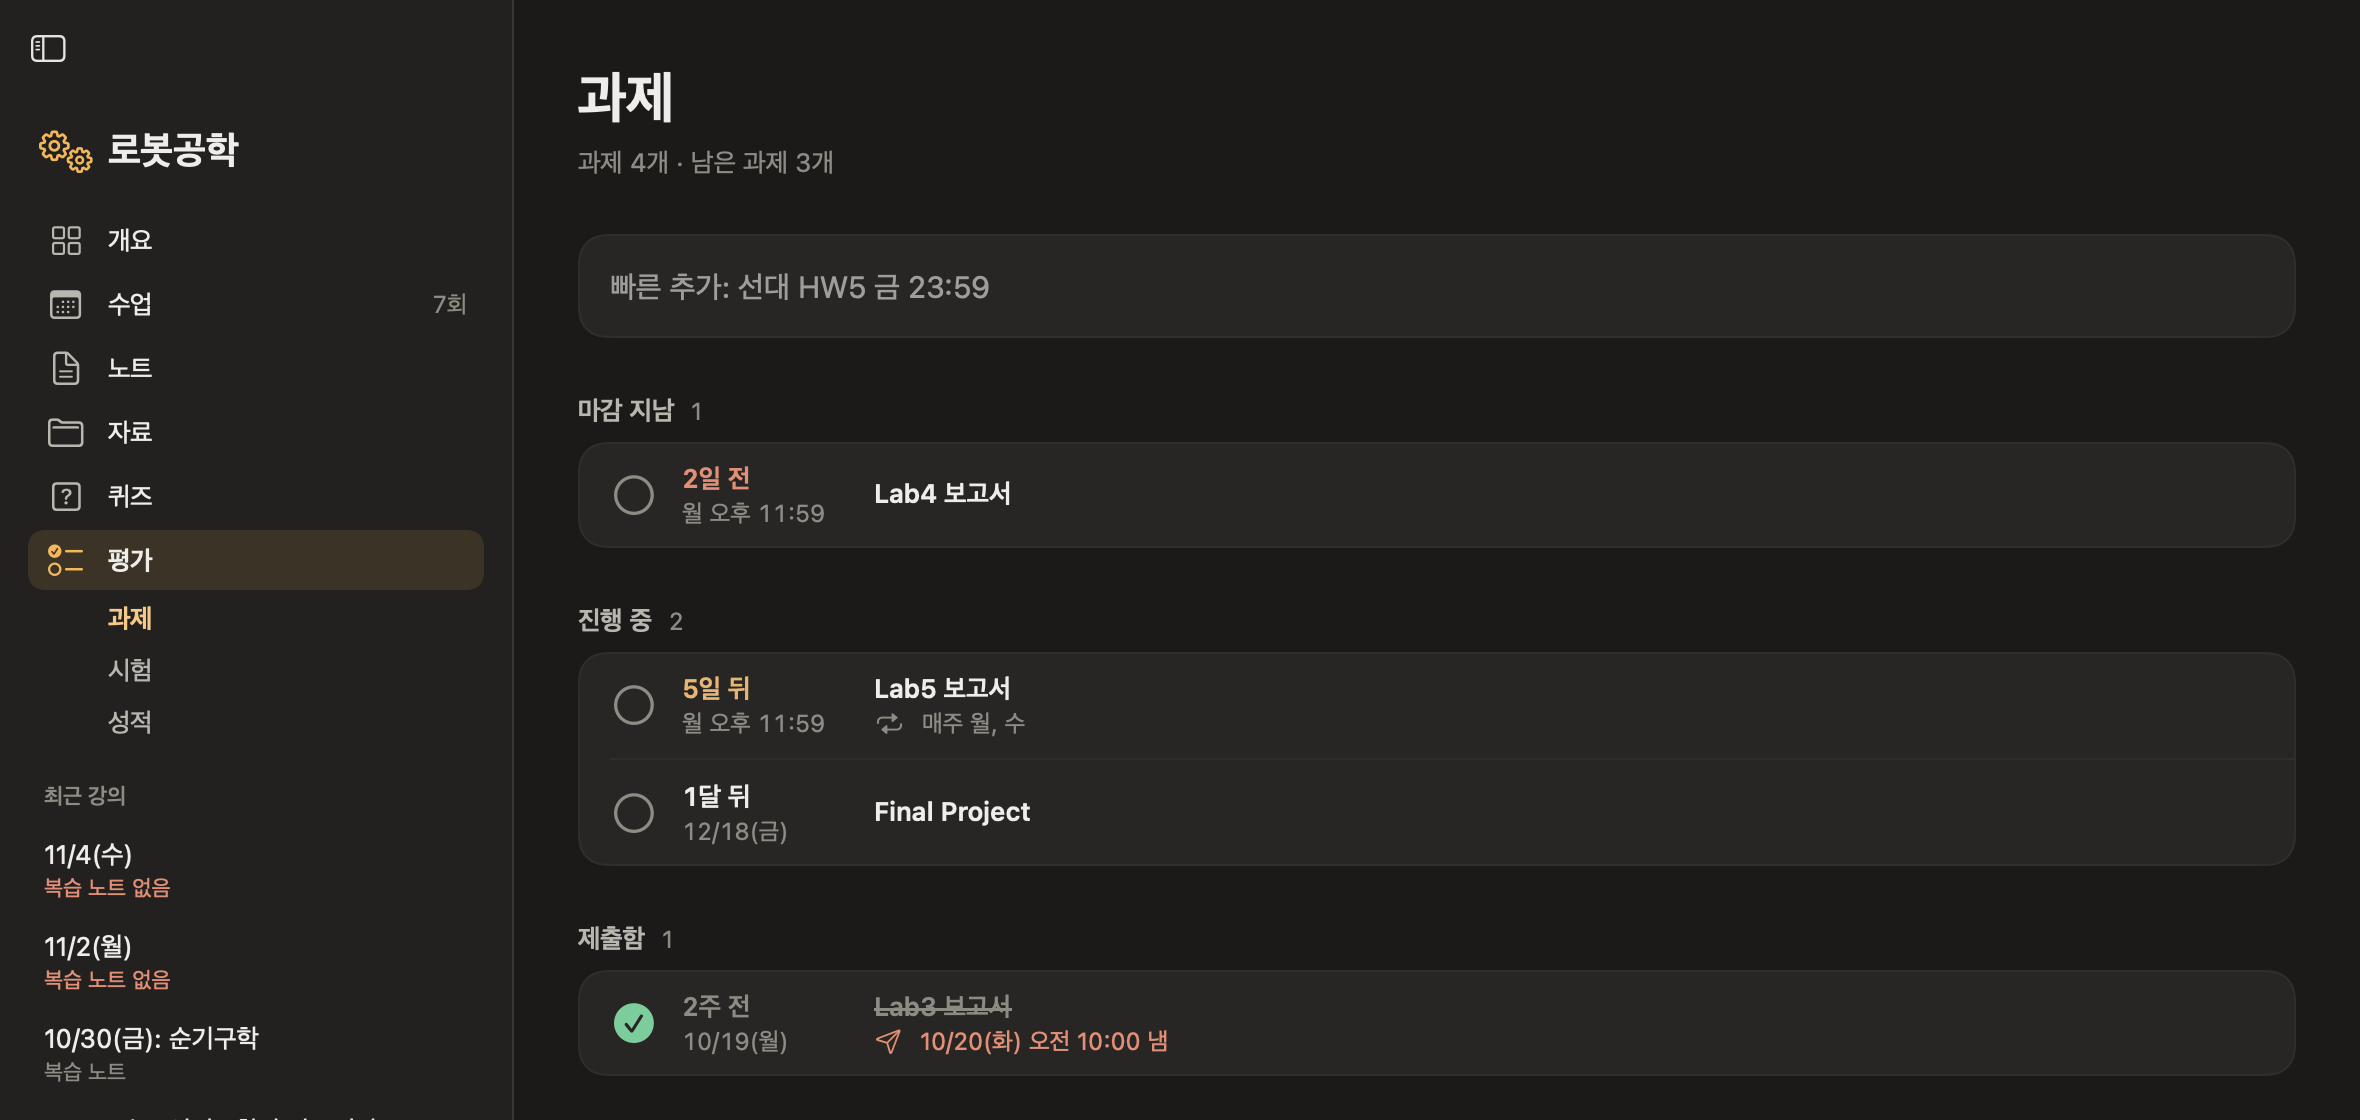 로봇공학
개요
수업 7회
노트
자료
퀴즈
평가
과제
시험
성적
최근 강의
11/4(수)
복습 노트 없음
11/2(월)
복습 노트 없음
10/30(금): 순기구학
복습 노트
과제
과제 4개 · 남은 과제 3개
빠른 추가: 선대 HW5 금 23:59
마감 지남 1
2일 전
월 오후 11:59
Lab4 보고서
진행 중 2
5일 뒤
월 오후 11:59
Lab5 보고서
매주 월, 수
1달 뒤
12/18(금)
Final Project
제출함 1
2주 전
10/19(월)
Lab3 보고서
10/20(화) 오전 10:00 냄